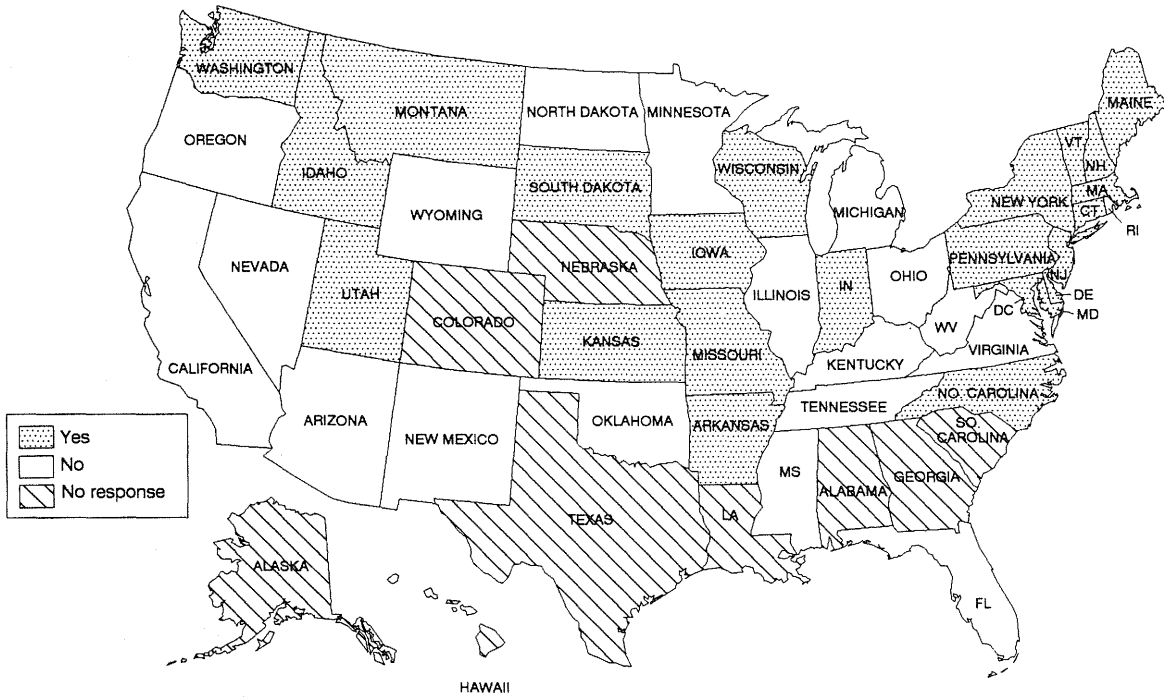 WASHINGTON
MONTANA
NORTH DAKOTA
MINNESOTA
MAINE
OREGON
IDAHO
SOUTH DAKOTA
WISCONSIN
VT
NH
WYOMING
MICHIGAN
NEW YORK
MA
CT
RI
NEVADA
UTAH
NEBRASKA
IOWA
PENNSYLVANIA
NJ
COLORADO
ILLINOIS
IN
OHIO
DE
MD
DC
WV
CALIFORNIA
KANSAS
MISSOURI
KENTUCKY
VIRGINIA
ARIZONA
NEW MEXICO
OKLAHOMA
ARKANSAS
TENNESSEE
NO. CAROLINA
SO.
CAROLINA
MS
ALABAMA
GEORGIA
TEXAS
LA
FL
Yes
No
No response
ALASKA
HAWAII